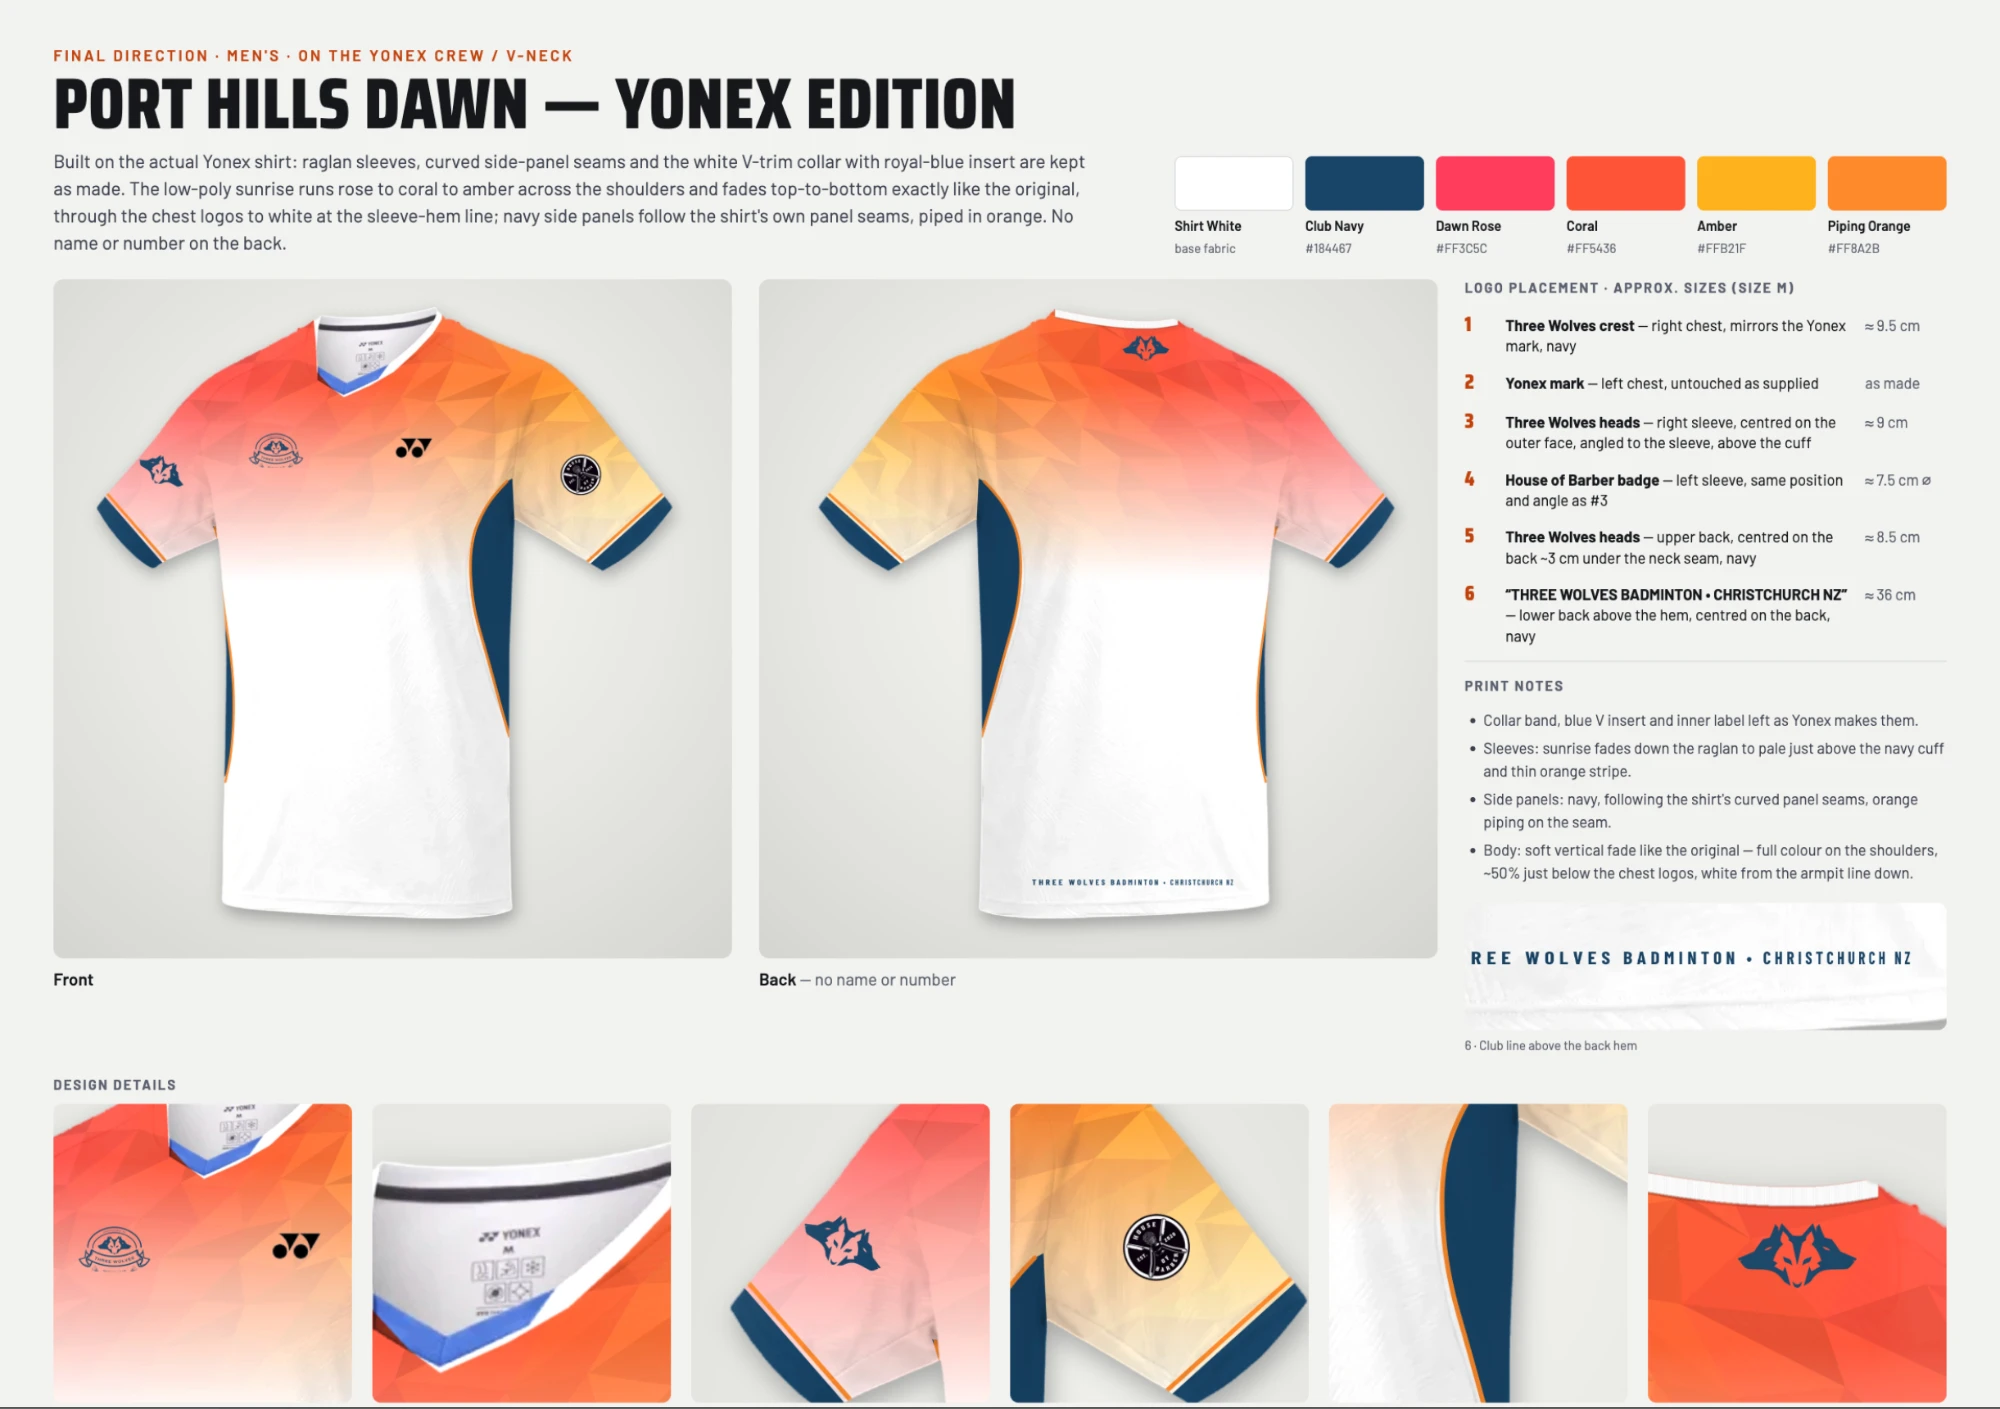 FINAL DIRECTION · MEN'S · ON THE YONEX CREW / V-NECK
PORT HILLS DAWN — YONEX EDITION
Built on the actual Yonex shirt: raglan sleeves, curved side-panel seams and the white V-trim collar with royal-blue insert are kept
as made. The low-poly sunrise runs rose to coral to amber across the shoulders and fades top-to-bottom exactly like the original,
through the chest logos to white at the sleeve-hem line; navy side panels follow the shirt's own panel seams, piped in orange. No
name or number on the back.
Shirt White
base fabric
Club Navy
#184467
Dawn Rose
#FF3C5C
Coral
#FF5436
Amber
#FFB21F
Piping Orange
#FF8A2B
YONEX
M
THREE WOLVES BADMINTON • CHRISTCHURCH NZ
Front
Back — no name or number
LOGO PLACEMENT · APPROX. SIZES (SIZE M)
1 Three Wolves crest — right chest, mirrors the Yonex ≈ 9.5 cm
mark, navy
2 Yonex mark — left chest, untouched as supplied as made
3 Three Wolves heads — right sleeve, centred on the ≈ 9 cm
outer face, angled to the sleeve, above the cuff
4 House of Barber badge — left sleeve, same position ≈ 7.5 cm ø
and angle as #3
5 Three Wolves heads — upper back, centred on the ≈ 8.5 cm
back ~3 cm under the neck seam, navy
6 “THREE WOLVES BADMINTON • CHRISTCHURCH NZ” ≈ 36 cm
— lower back above the hem, centred on the back,
navy
PRINT NOTES
• Collar band, blue V insert and inner label left as Yonex makes them.
• Sleeves: sunrise fades down the raglan to pale just above the navy cuff
and thin orange stripe.
• Side panels: navy, following the shirt's curved panel seams, orange
piping on the seam.
• Body: soft vertical fade like the original — full colour on the shoulders,
~50% just below the chest logos, white from the armpit line down.
REE WOLVES BADMINTON • CHRISTCHURCH NZ
6 · Club line above the back hem
DESIGN DETAILS
YONEX
M
THREE WOLVES
YONEX
M
HOUSE
OF
BARBER
EST.